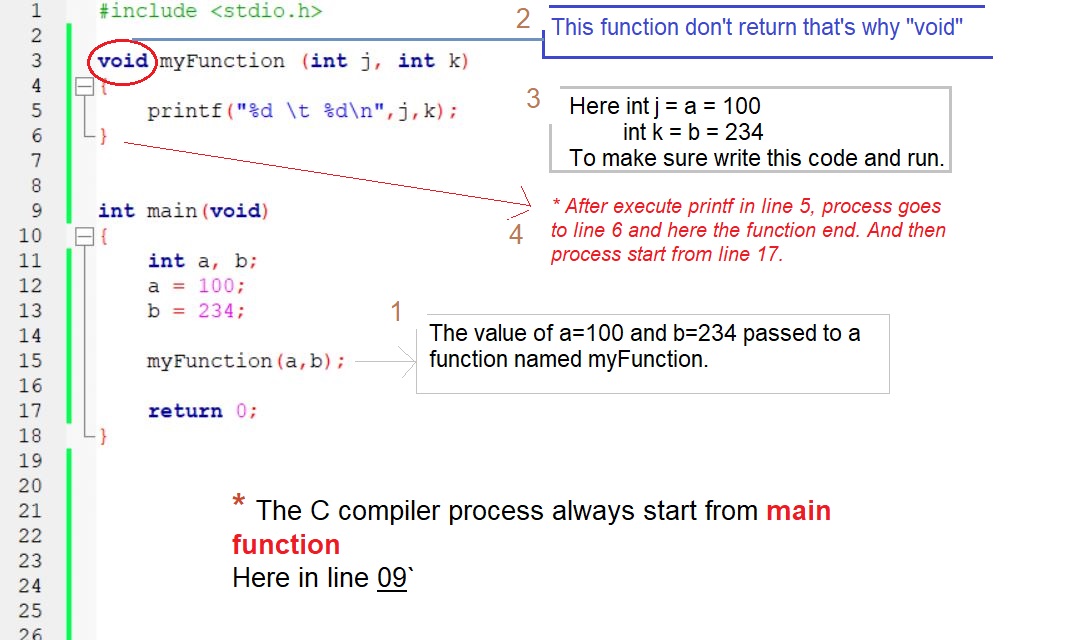 1 #include <stdio.h>
2
2 This function don't return that's why "void"
3 void myFunction (int j, int k)
4 {
5 printf("%d \t %d\n",j,k);
6 }
7
8
9 int main(void)
10 {
11 int a, b;
12 a = 100;
13 b = 234;
14
15 myFunction(a,b);
16
17 return 0;
18 }
19
20
21
22
23
24
25
26
3 Here int j = a = 100
int k = b = 234
To make sure write this code and run.
4 * After execute printf in line 5, process goes
to line 6 and here the function end. And then
process start from line 17.
1 The value of a=100 and b=234 passed to a
function named myFunction.
* The C compiler process always start from main
function
Here in line 09`